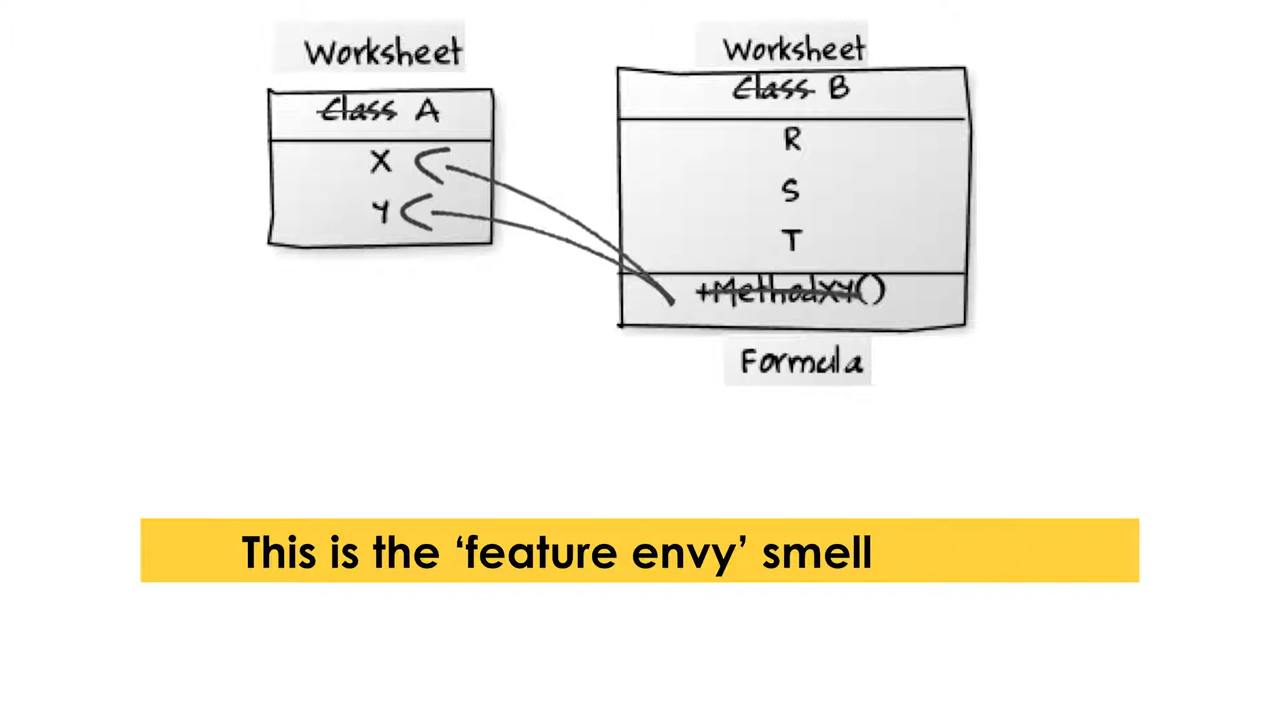 Worksheet
Class A
X
Y
Worksheet
Class B
R
S
T
+MethodXY()
Formula
This is the ‘feature envy’ smell